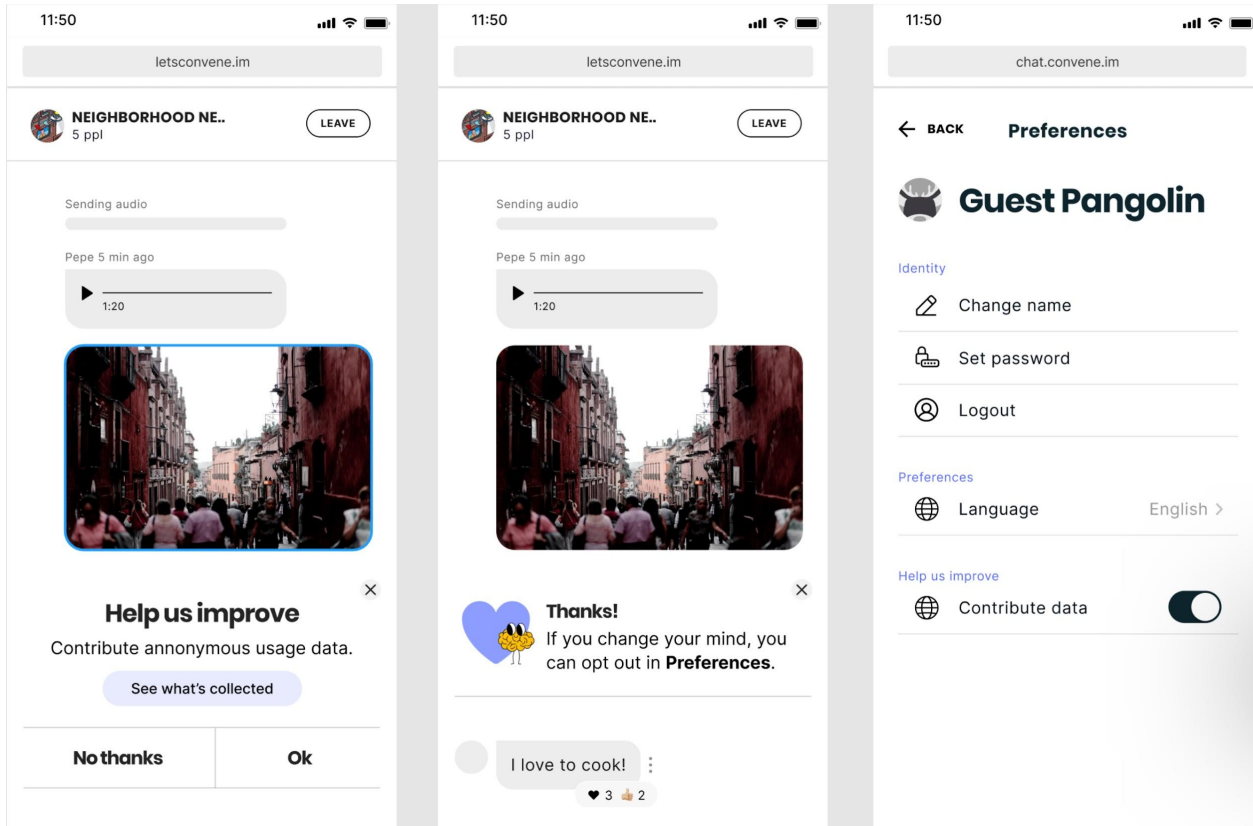 11:50
letsconvene.im
NEIGHBORHOOD NE..
5 ppl
LEAVE
Sending audio
Pepe 5 min ago
1:20
Help us improve
Contribute annonymous usage data.
See what's collected
No thanks
Ok
11:50
letsconvene.im
NEIGHBORHOOD NE..
5 ppl
LEAVE
Sending audio
Pepe 5 min ago
1:20
Thanks!
If you change your mind, you
can opt out in Preferences.
I love to cook!
3 2
11:50
chat.convene.im
BACK
Preferences
Guest Pangolin
Identity
Change name
Set password
Logout
Preferences
Language English >
Help us improve
Contribute data